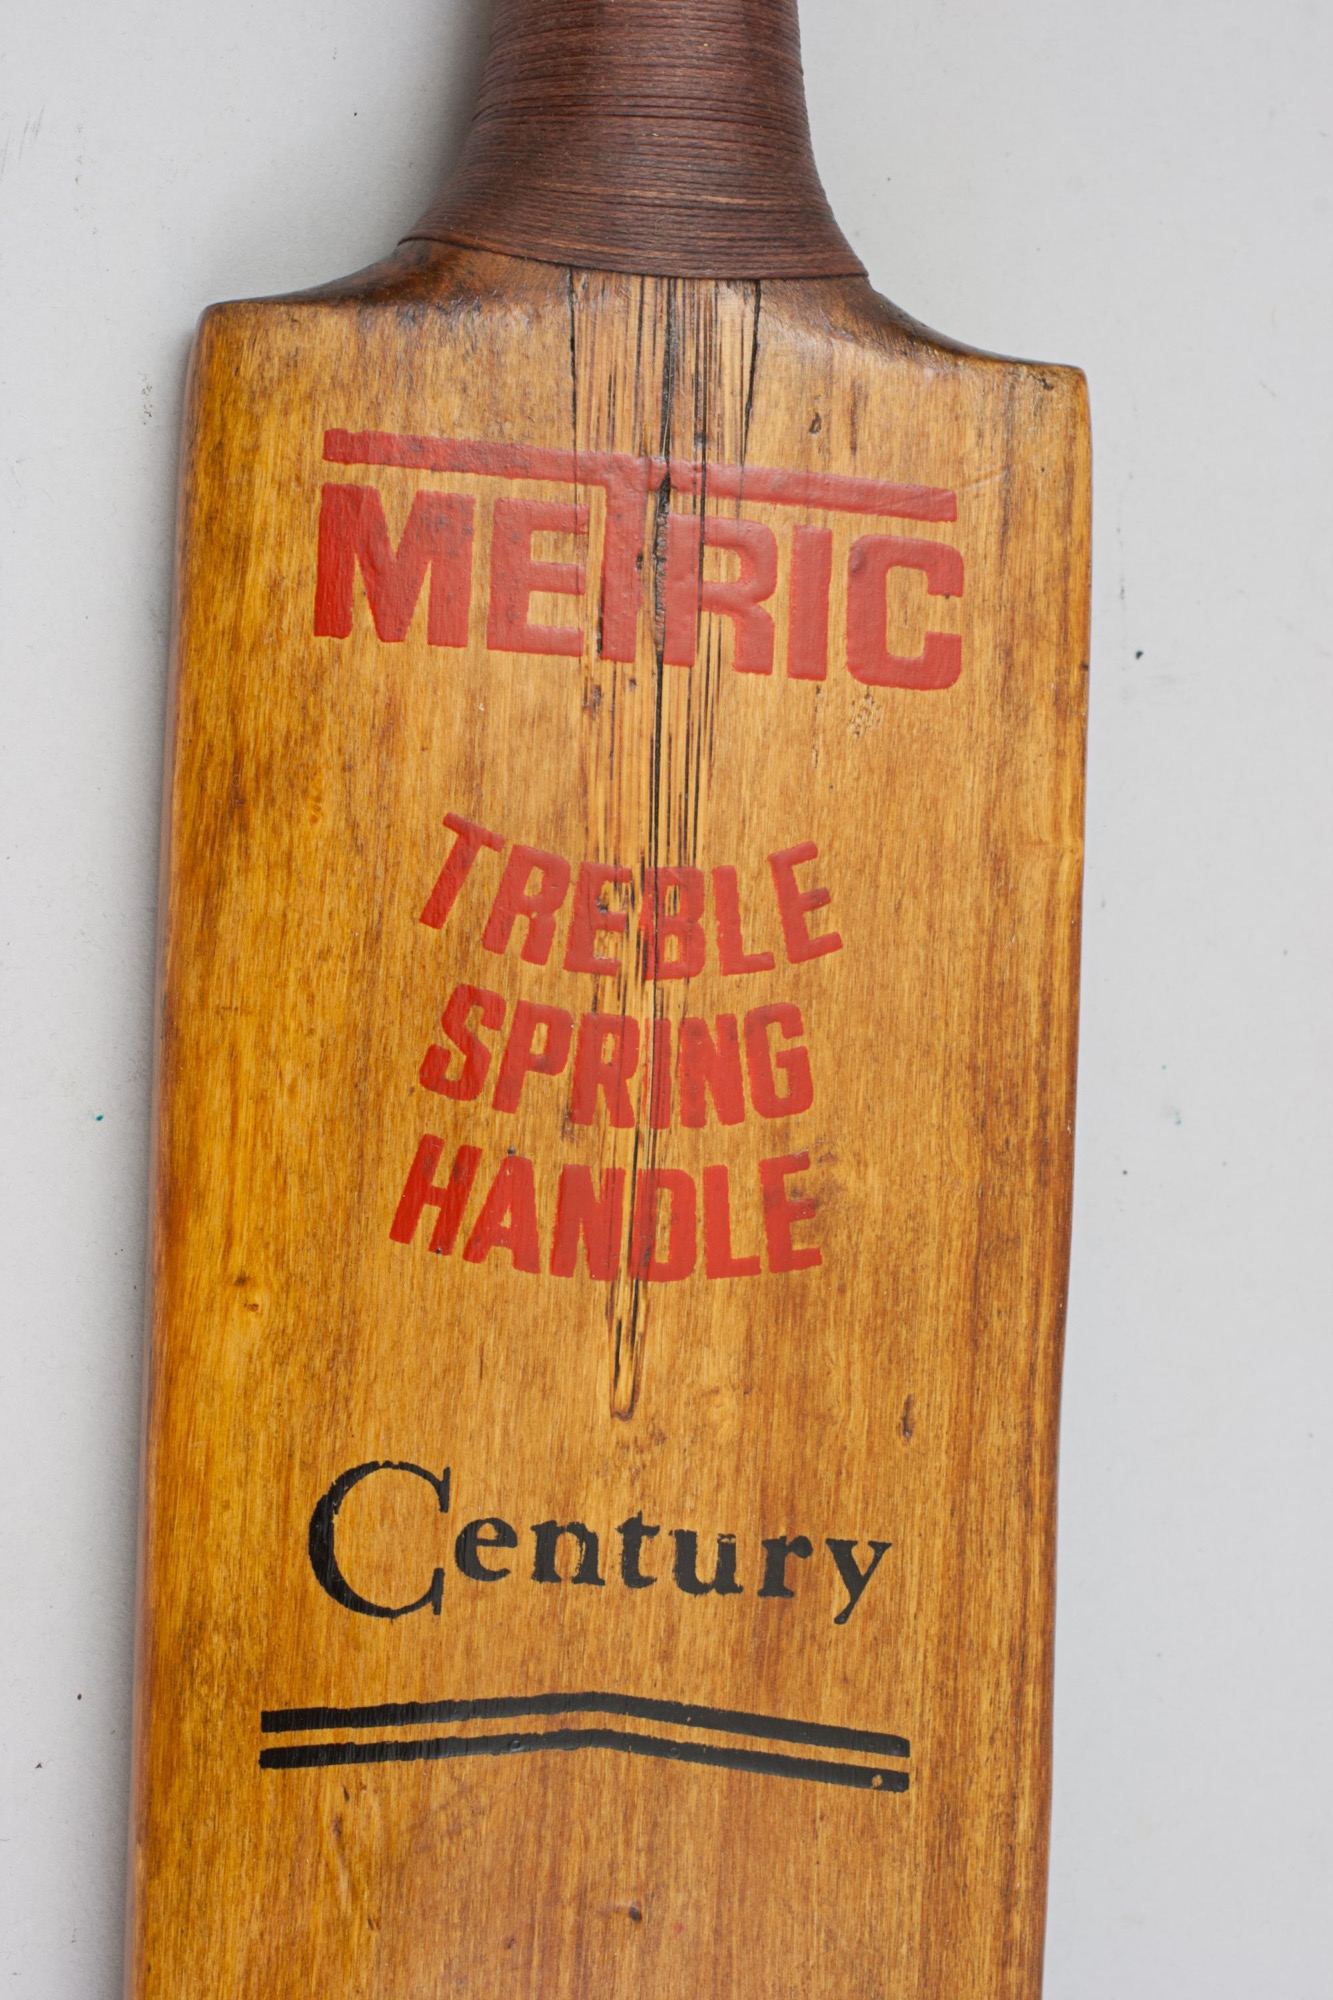 METRIC
TREBLE
SPRING
HANDLE
Century